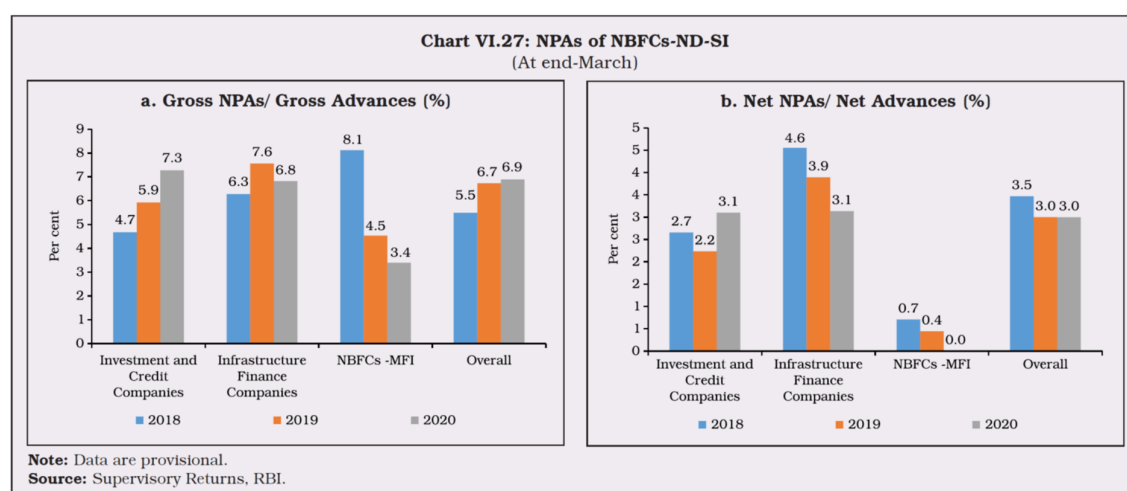 Chart VI.27: NPAs of NBFCs-ND-SI
(At end-March)
a. Gross NPAs/ Gross Advances (%)
Per cent
9
8
7
6
5
4
3
2
1
0
4.7
5.9
7.3
6.3
7.6
6.8
8.1
4.5
3.4
5.5
6.7
6.9
Investment and
Credit
Companies
Infrastructure
Finance
Companies
NBFCs -MFI
Overall
2018
2019
2020
b. Net NPAs/ Net Advances (%)
Per cent
5
5
4
4
3
3
2
2
1
1
0
2.7
2.2
3.1
4.6
3.9
3.1
0.7
0.4
0.0
3.5
3.0
3.0
Investment and
Credit
Companies
Infrastructure
Finance
Companies
NBFCs -MFI
Overall
2018
2019
2020
Note: Data are provisional.
Source: Supervisory Returns, RBI.